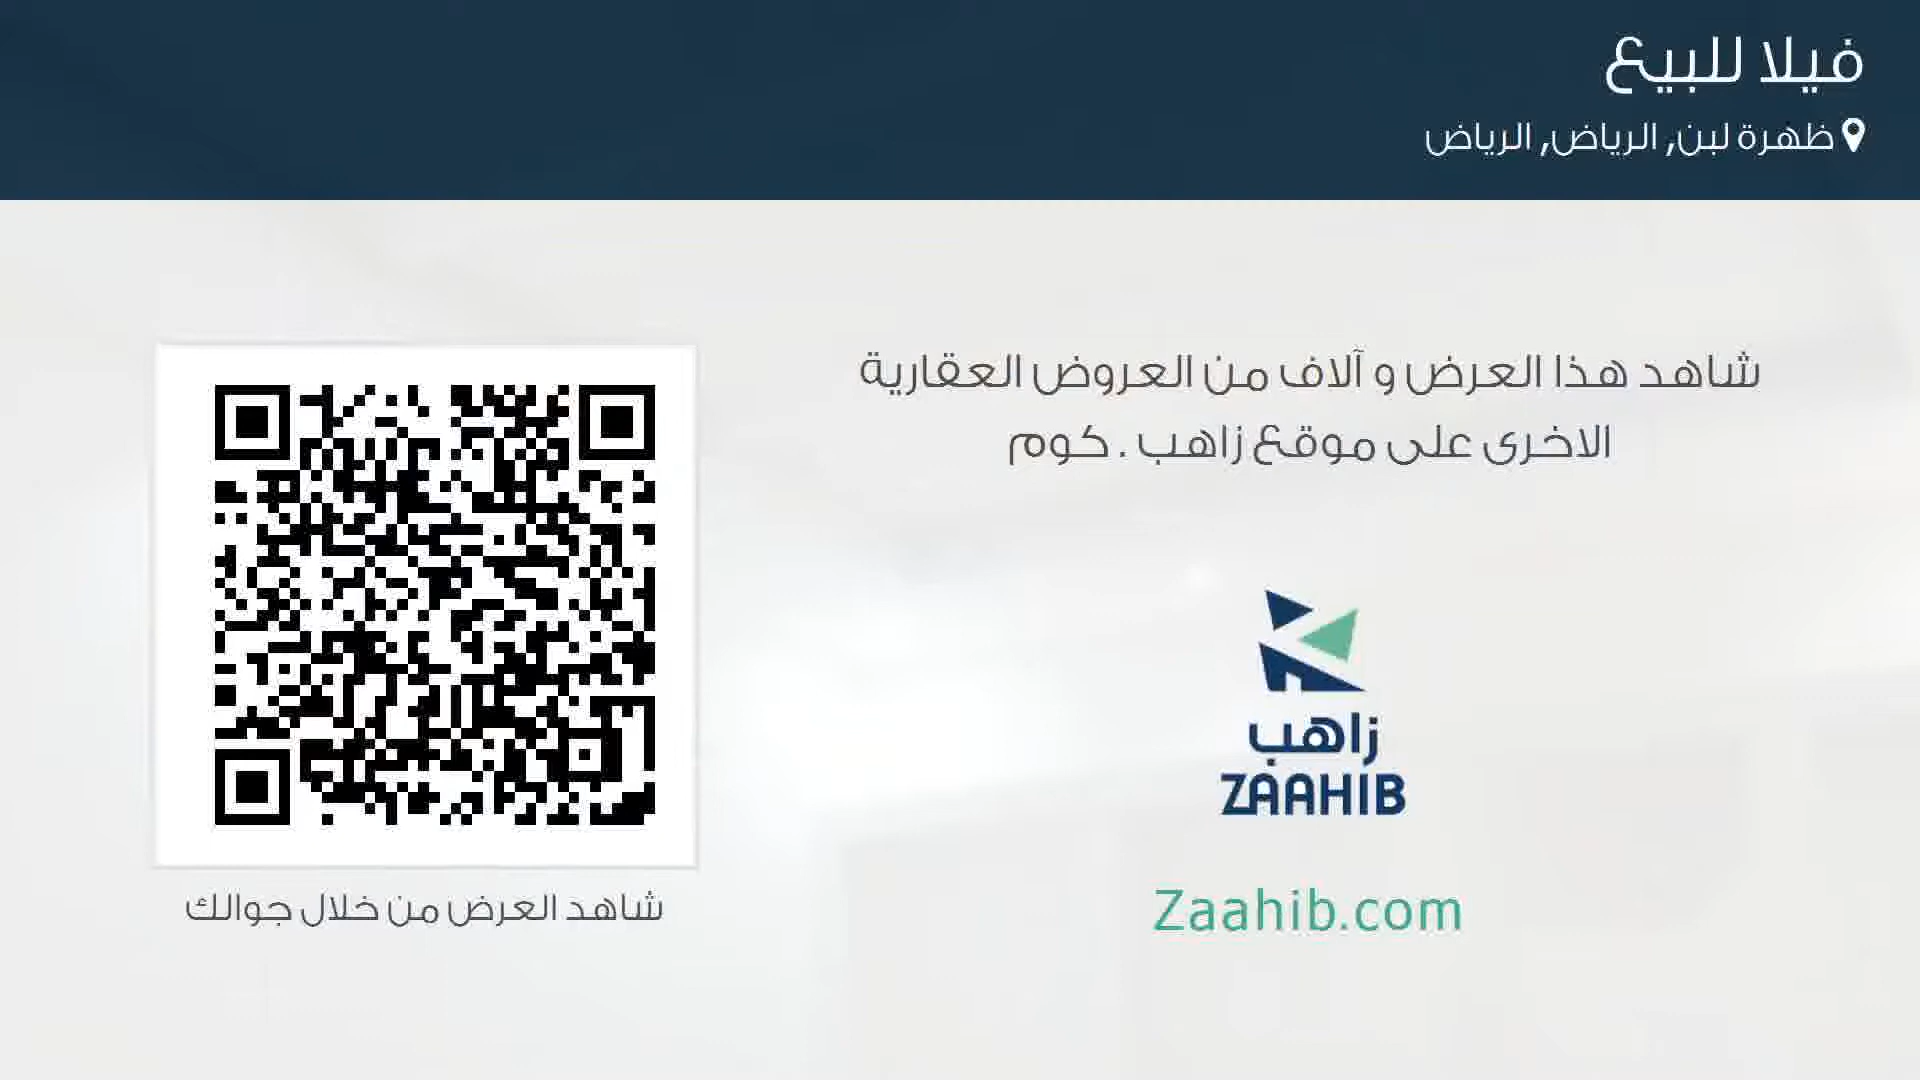 فيلا للبيع
ظهرة لبن, الرياض, الرياض
شاهد هذا العرض و آلاف من العروض العقارية
الاخرى على موقع زاهب . كوم
زاهب
ZAAHIB
Zaahib.com
شاهد العرض من خلال جوالك